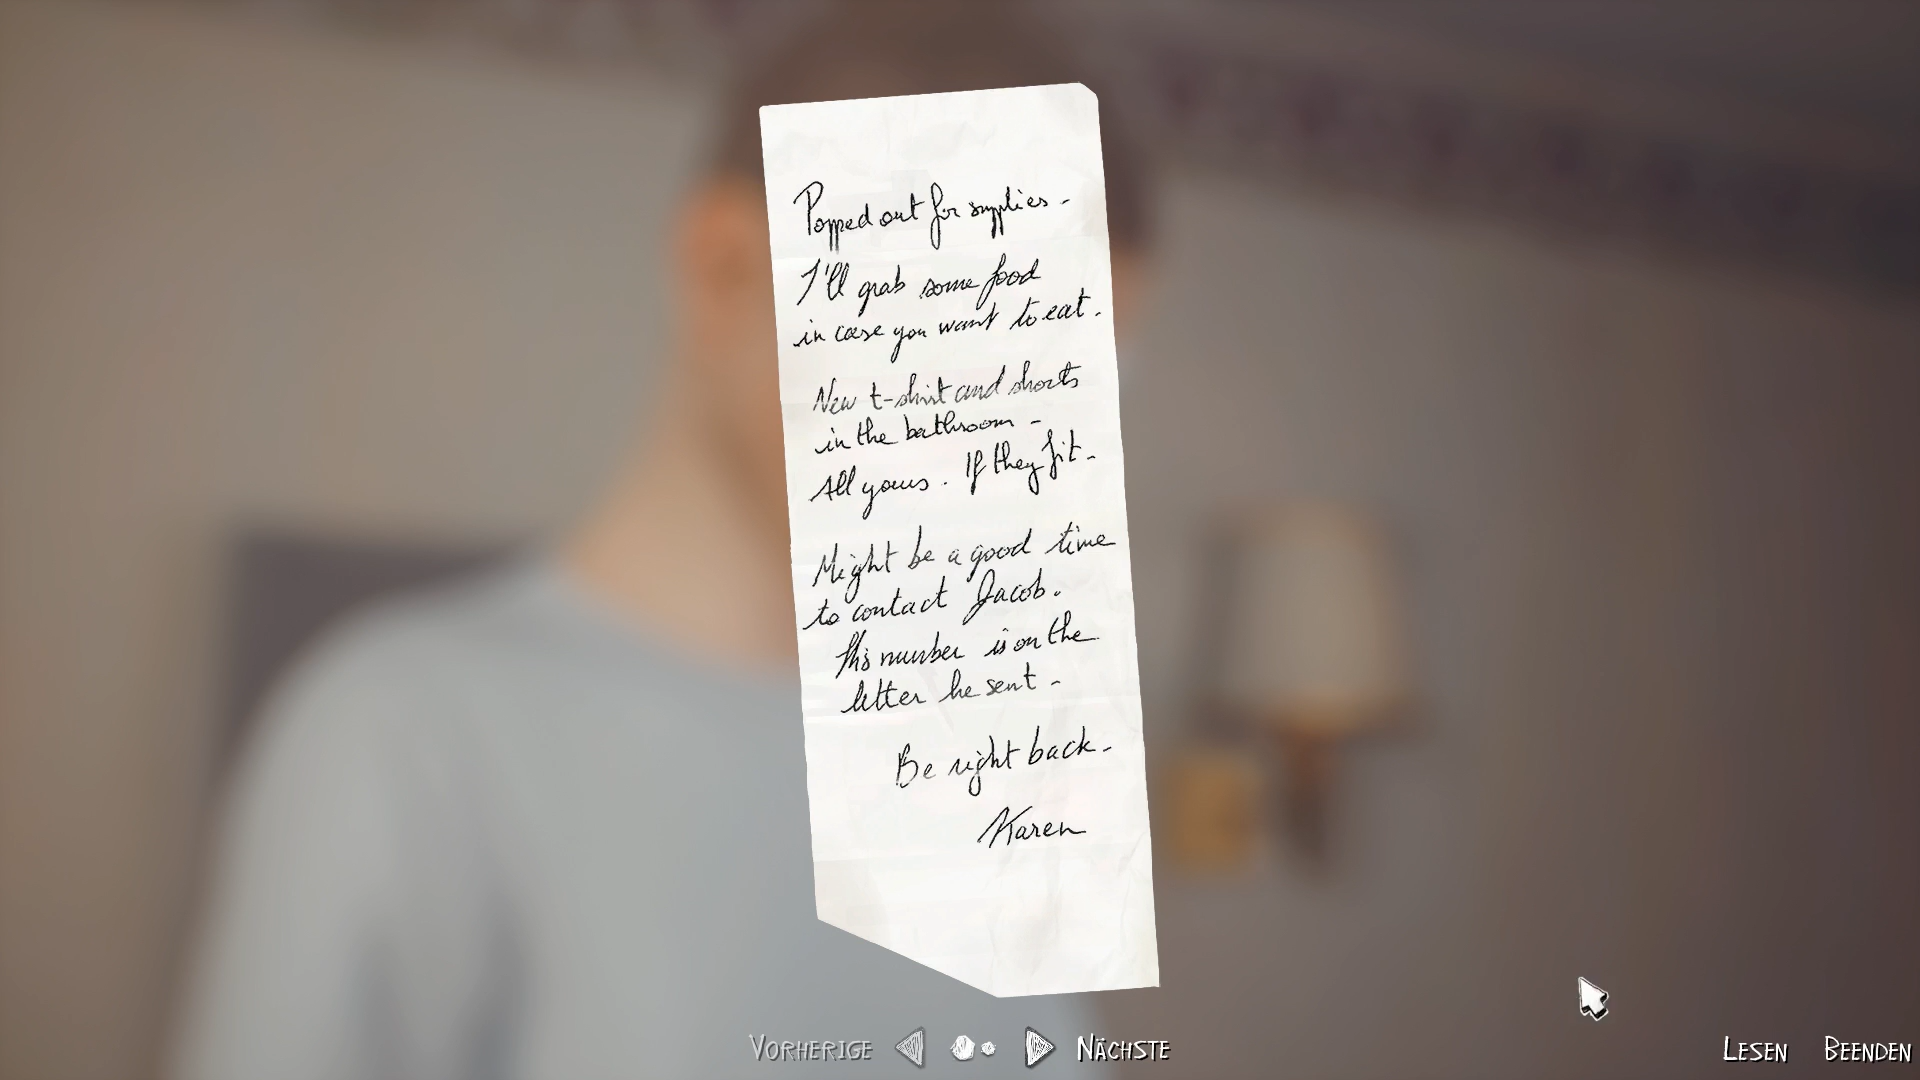 Popped out for supplies -
I'll grab some food
in case you want to eat.
New t-shirt and shorts
in the bathroom -
All yours. If they fit -
Might be a good time
to contact Jacob.
His number is on the
letter he sent -
Be right back -
Karen
VORHERIGE NÄCHSTE
LESEN BEENDEN